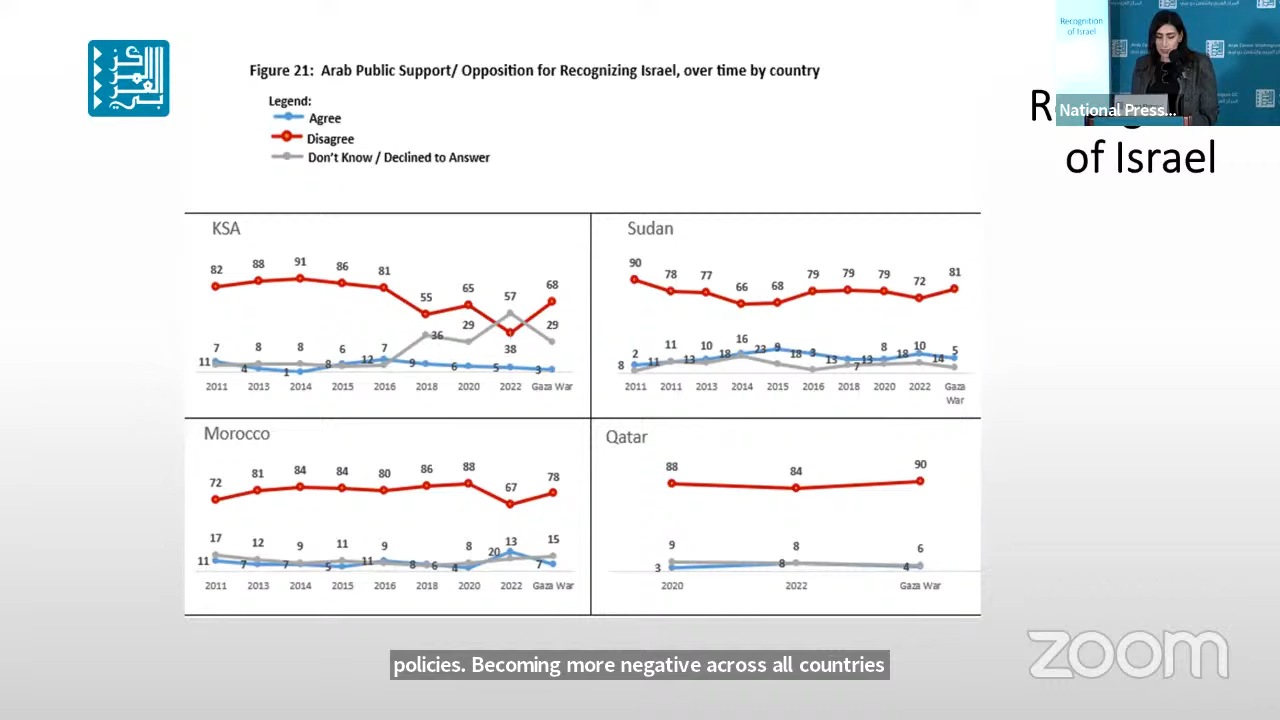 المركز العربي
Figure 21: Arab Public Support/ Opposition for Recognizing Israel, over time by country
Legend:
Agree
Disagree
Don't Know / Declined to Answer
Recognition
of Israel
National Press...
of Israel
KSA
82 88 91 86 81 55 65 57 68
7 8 8 6 7 36 29 38 29
11 4 1 8 12 9 6 5 3
2011 2013 2014 2015 2016 2018 2020 2022 Gaza War
Sudan
90 78 77 66 68 79 79 79 72 81
2 11 10 16 9 3 7 8 10 5
8 11 13 18 23 18 13 13 18 14
2011 2011 2012 2014 2015 2016 2018 2020 2022 Gaza
War
Morocco
72 81 84 84 80 86 88 67 78
17 12 9 11 9 6 8 13 15
11 7 7 5 11 8 4 20 7
2011 2013 2014 2015 2016 2018 2020 2022 Gaza War
Qatar
88 84 90
9 8 6
3 8 4
2020 2022 Gaza War
policies. Becoming more negative across all countries
zoom